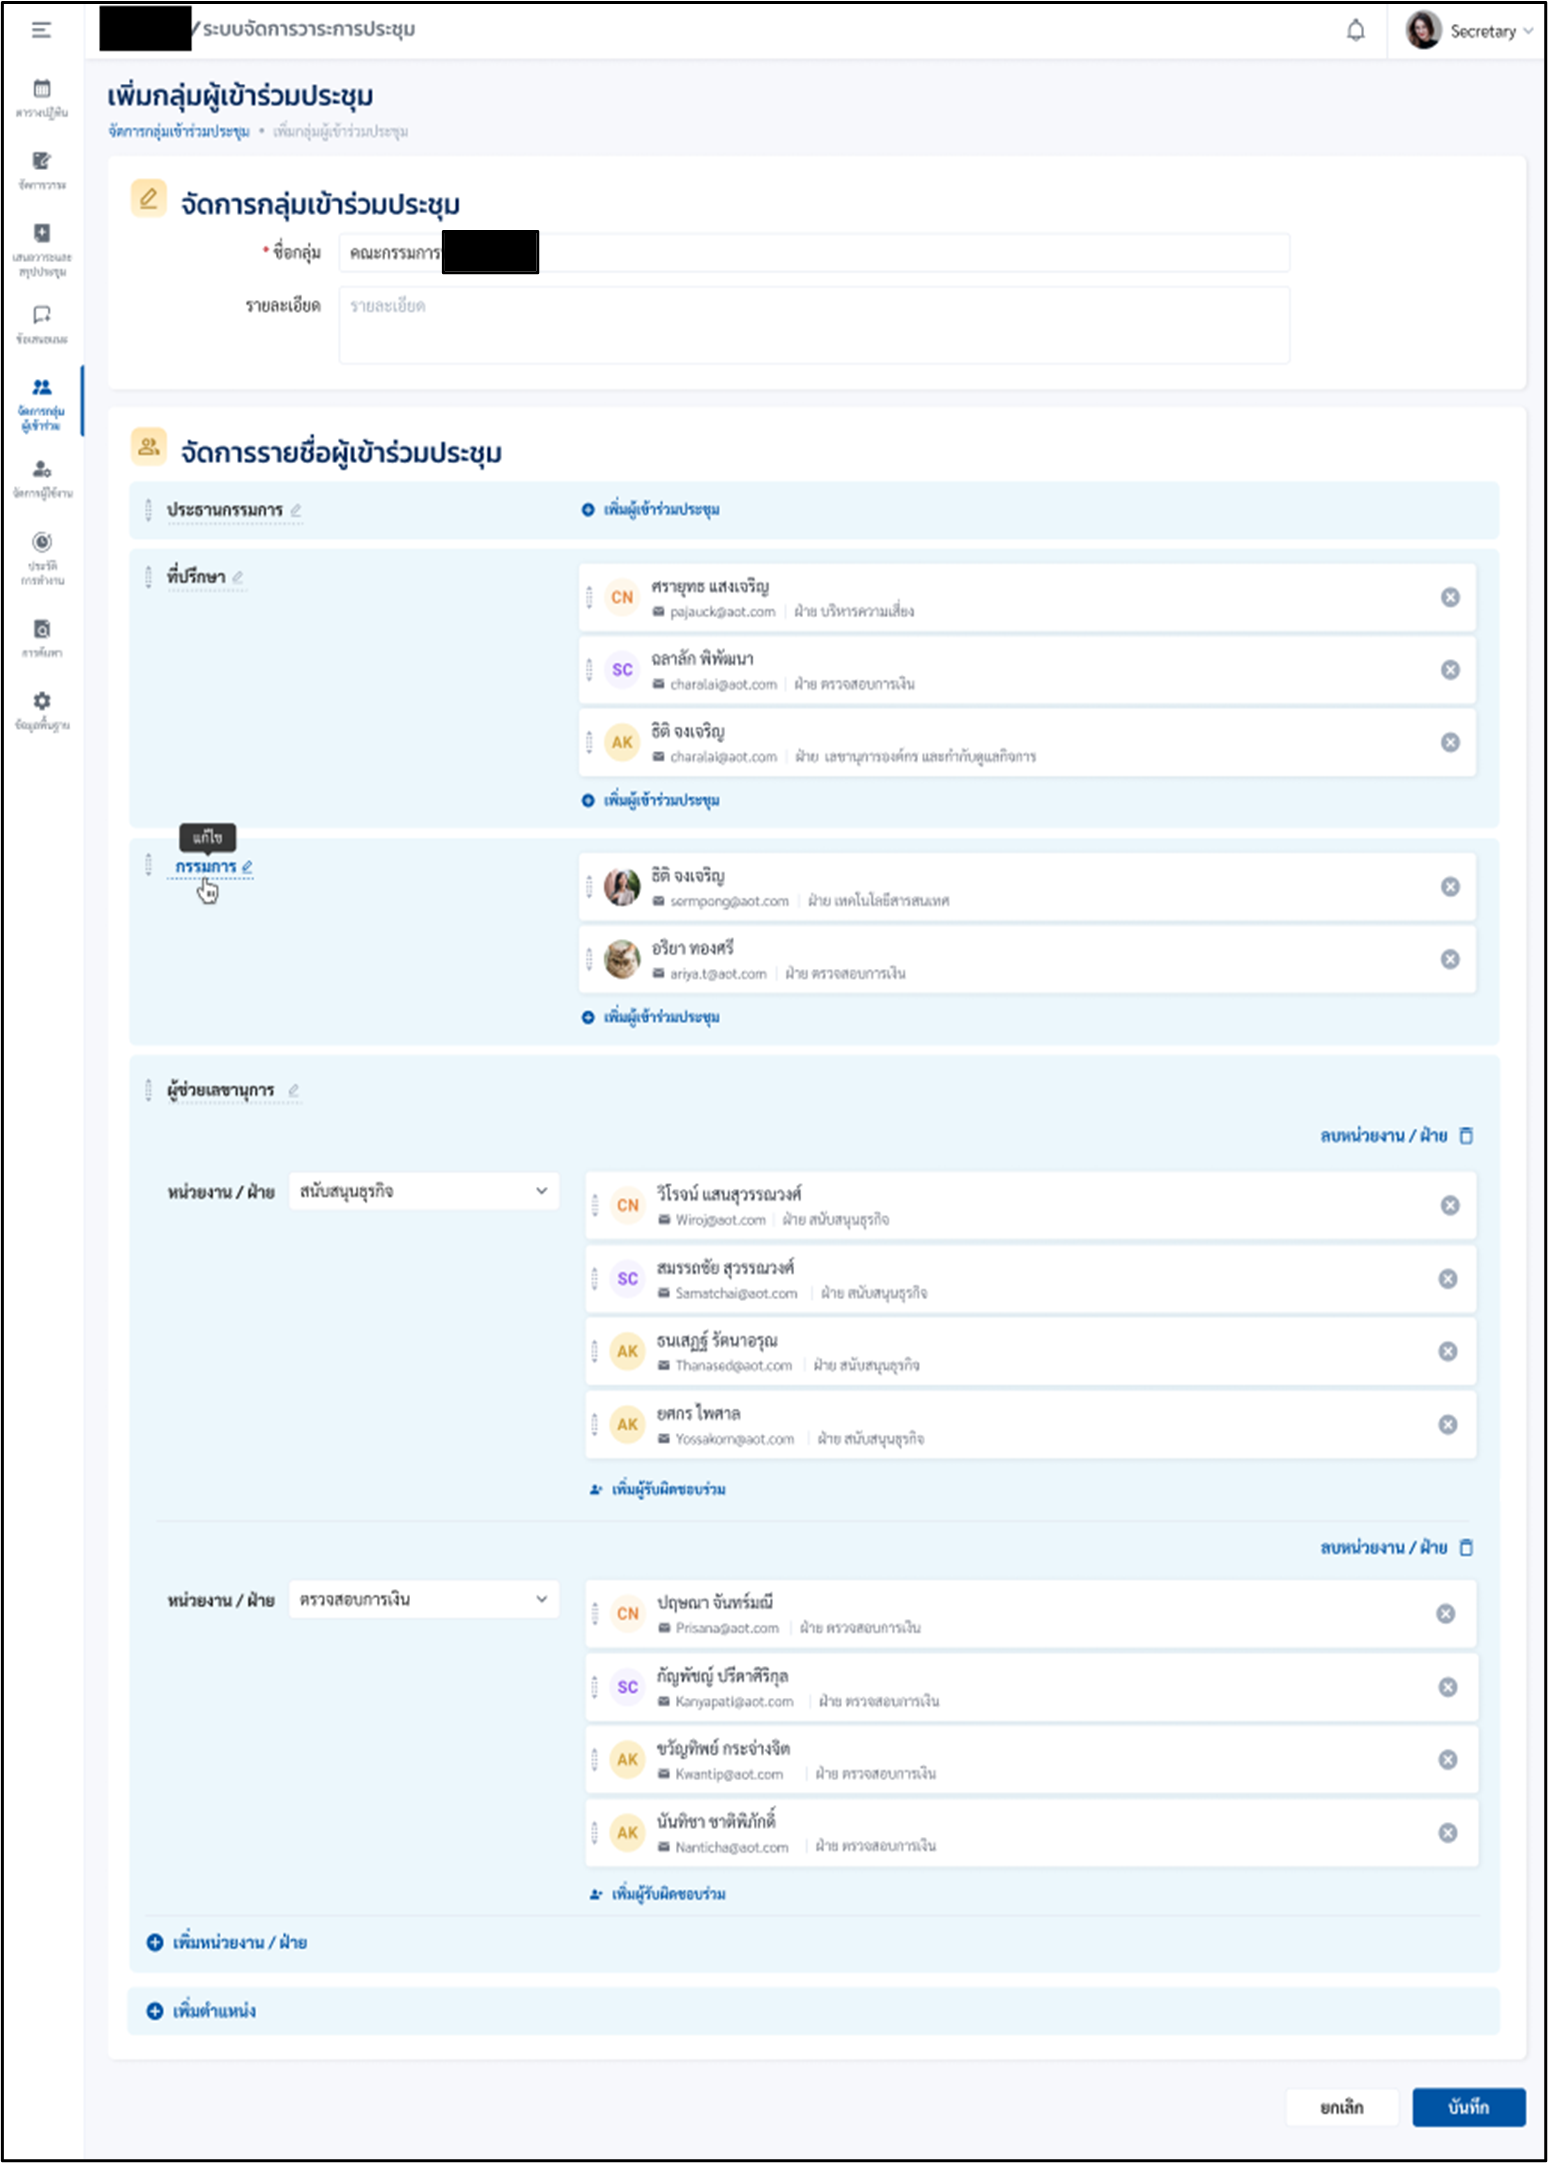 /ระบบจัดการวาระการประชุม
Secretary
ตารางปฏิทิน
จัดการวาระ
เสนอวาระและ
สรุปประชุม
ข้อเสนอแนะ
จัดการกลุ่ม
ผู้เข้าร่วม
จัดการผู้ใช้งาน
ประวัติ
การทำงาน
การค้นหา
ข้อมูลพื้นฐาน
เพิ่มกลุ่มผู้เข้าร่วมประชุม
จัดการกลุ่มเข้าร่วมประชุม • เพิ่มกลุ่มผู้เข้าร่วมประชุม
จัดการกลุ่มเข้าร่วมประชุม
* ชื่อกลุ่ม คณะกรรมการ
รายละเอียด รายละเอียด
จัดการรายชื่อผู้เข้าร่วมประชุม
ประธานกรรมการ เพิ่มผู้เข้าร่วมประชุม
ที่ปรึกษา
CN ศรายุทธ แสงเจริญ
pajauck@aot.com | ฝ่าย บริหารความเสี่ยง
SC ฉลาลัก พิพัฒนา
charalai@aot.com | ฝ่าย ตรวจสอบการเงิน
AK ธิติ จงเจริญ
charalai@aot.com | ฝ่าย เลขานุการองค์กร และกำกับดูแลกิจการ
เพิ่มผู้เข้าร่วมประชุม
แก้ไข
กรรมการ
ธิติ จงเจริญ
sermpong@aot.com | ฝ่าย เทคโนโลยีสารสนเทศ
อริยา ทองศรี
ariya.t@aot.com | ฝ่าย ตรวจสอบการเงิน
เพิ่มผู้เข้าร่วมประชุม
ผู้ช่วยเลขานุการ
ลบหน่วยงาน / ฝ่าย
หน่วยงาน / ฝ่าย สนับสนุนธุรกิจ
CN วิโรจน์ แสนสุวรรณวงศ์
Wiroj@aot.com | ฝ่าย สนับสนุนธุรกิจ
SC สมรรถชัย สุวรรณวงศ์
Samatchai@aot.com | ฝ่าย สนับสนุนธุรกิจ
AK ธนเสฏฐ์ รัตนาอรุณ
Thanased@aot.com | ฝ่าย สนับสนุนธุรกิจ
AK ยศกร ไพศาล
Yossakorn@aot.com | ฝ่าย สนับสนุนธุรกิจ
เพิ่มผู้รับผิดชอบร่วม
ลบหน่วยงาน / ฝ่าย
หน่วยงาน / ฝ่าย ตรวจสอบการเงิน
CN ปฤษณา จันทร์มณี
Prisana@aot.com | ฝ่าย ตรวจสอบการเงิน
SC กัญพัชญ์ ปรีดาศิริกุล
Kanyapati@aot.com | ฝ่าย ตรวจสอบการเงิน
AK ขวัญทิพย์ กระจ่างจิต
Kwantip@aot.com | ฝ่าย ตรวจสอบการเงิน
AK นันทิชา ชาติพิภักดิ์
Nanticha@aot.com | ฝ่าย ตรวจสอบการเงิน
เพิ่มผู้รับผิดชอบร่วม
เพิ่มหน่วยงาน / ฝ่าย
เพิ่มตำแหน่ง
ยกเลิก
บันทึก